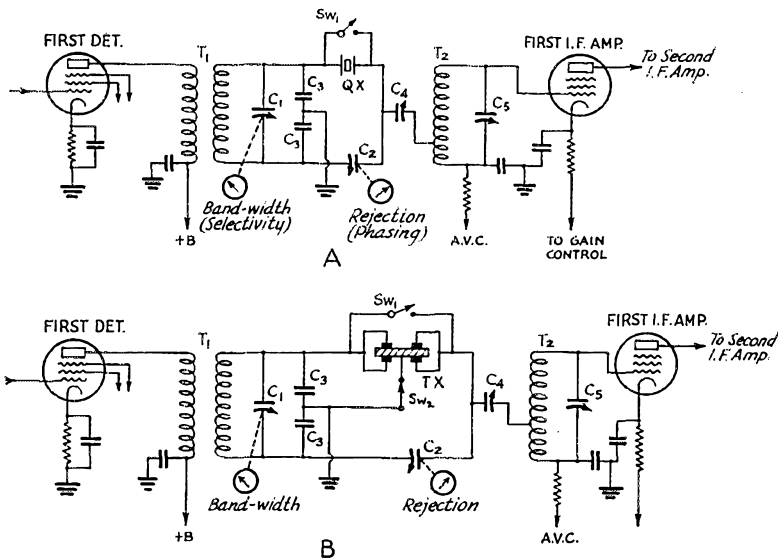 FIRST DET.
T1
Sw1
QX
C1
C3
C3
C2
C4
T2
C5
FIRST I.F. AMP.
To Second
I.F. Amp.
+B
Band-width
(Selectivity)
Rejection
(Phasing)
A.V.C.
TO GAIN
CONTROL
A
FIRST DET.
T1
Sw1
TX
Sw2
C1
C3
C3
C2
C4
T2
C5
FIRST I.F. AMP.
To Second
I.F. Amp.
+B
Band-width
Rejection
A.V.C.
B